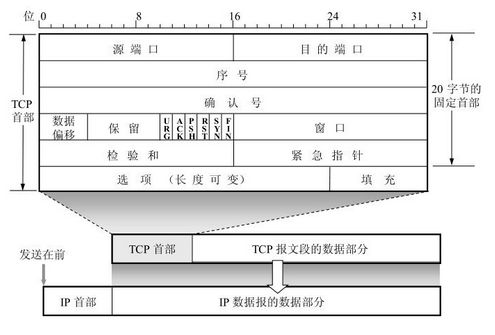 位 0 8 16 24 31
源端口 目的端口
序号
TCP 首部
20 字节的固定首部
确认号
数据偏移 保留 URG ACK PSH RST SYN FIN 窗口
检验和 紧急指针
选项 (长度可变) 填充
TCP 首部 TCP 报文段的数据部分
发送在前
IP 首部 IP 数据报的数据部分